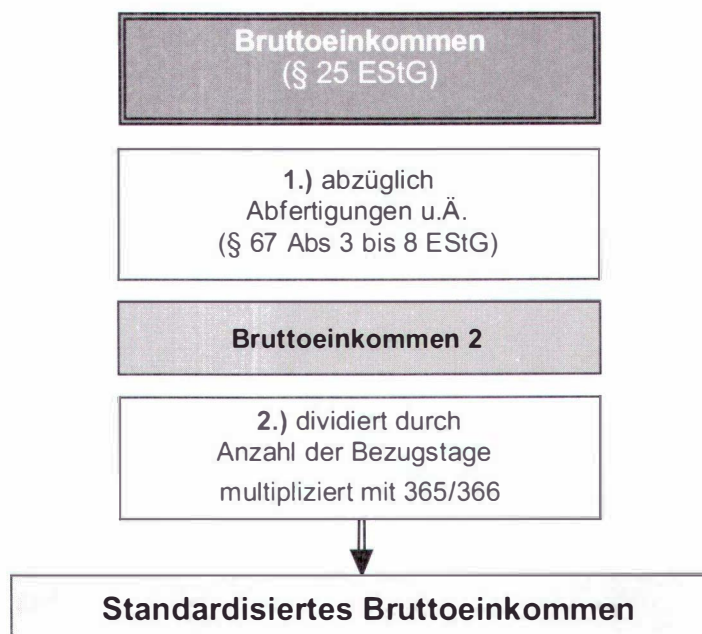 Bruttoeinkommen
(§ 25 EStG)
1.) abzüglich
Abfertigungen u.Ä.
(§ 67 Abs 3 bis 8 EStG)
Bruttoeinkommen 2
2.) dividiert durch
Anzahl der Bezugstage
multipliziert mit 365/366
Standardisiertes Bruttoeinkommen